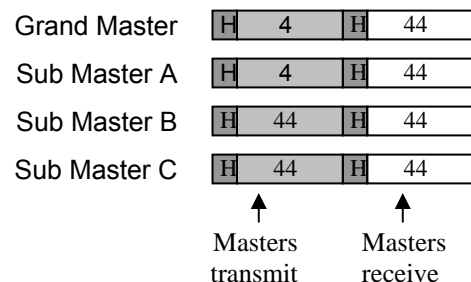 Grand Master H 4 H 44
Sub Master A H 4 H 44
Sub Master B H 44 H 44
Sub Master C H 44 H 44
Masters Masters
transmit receive